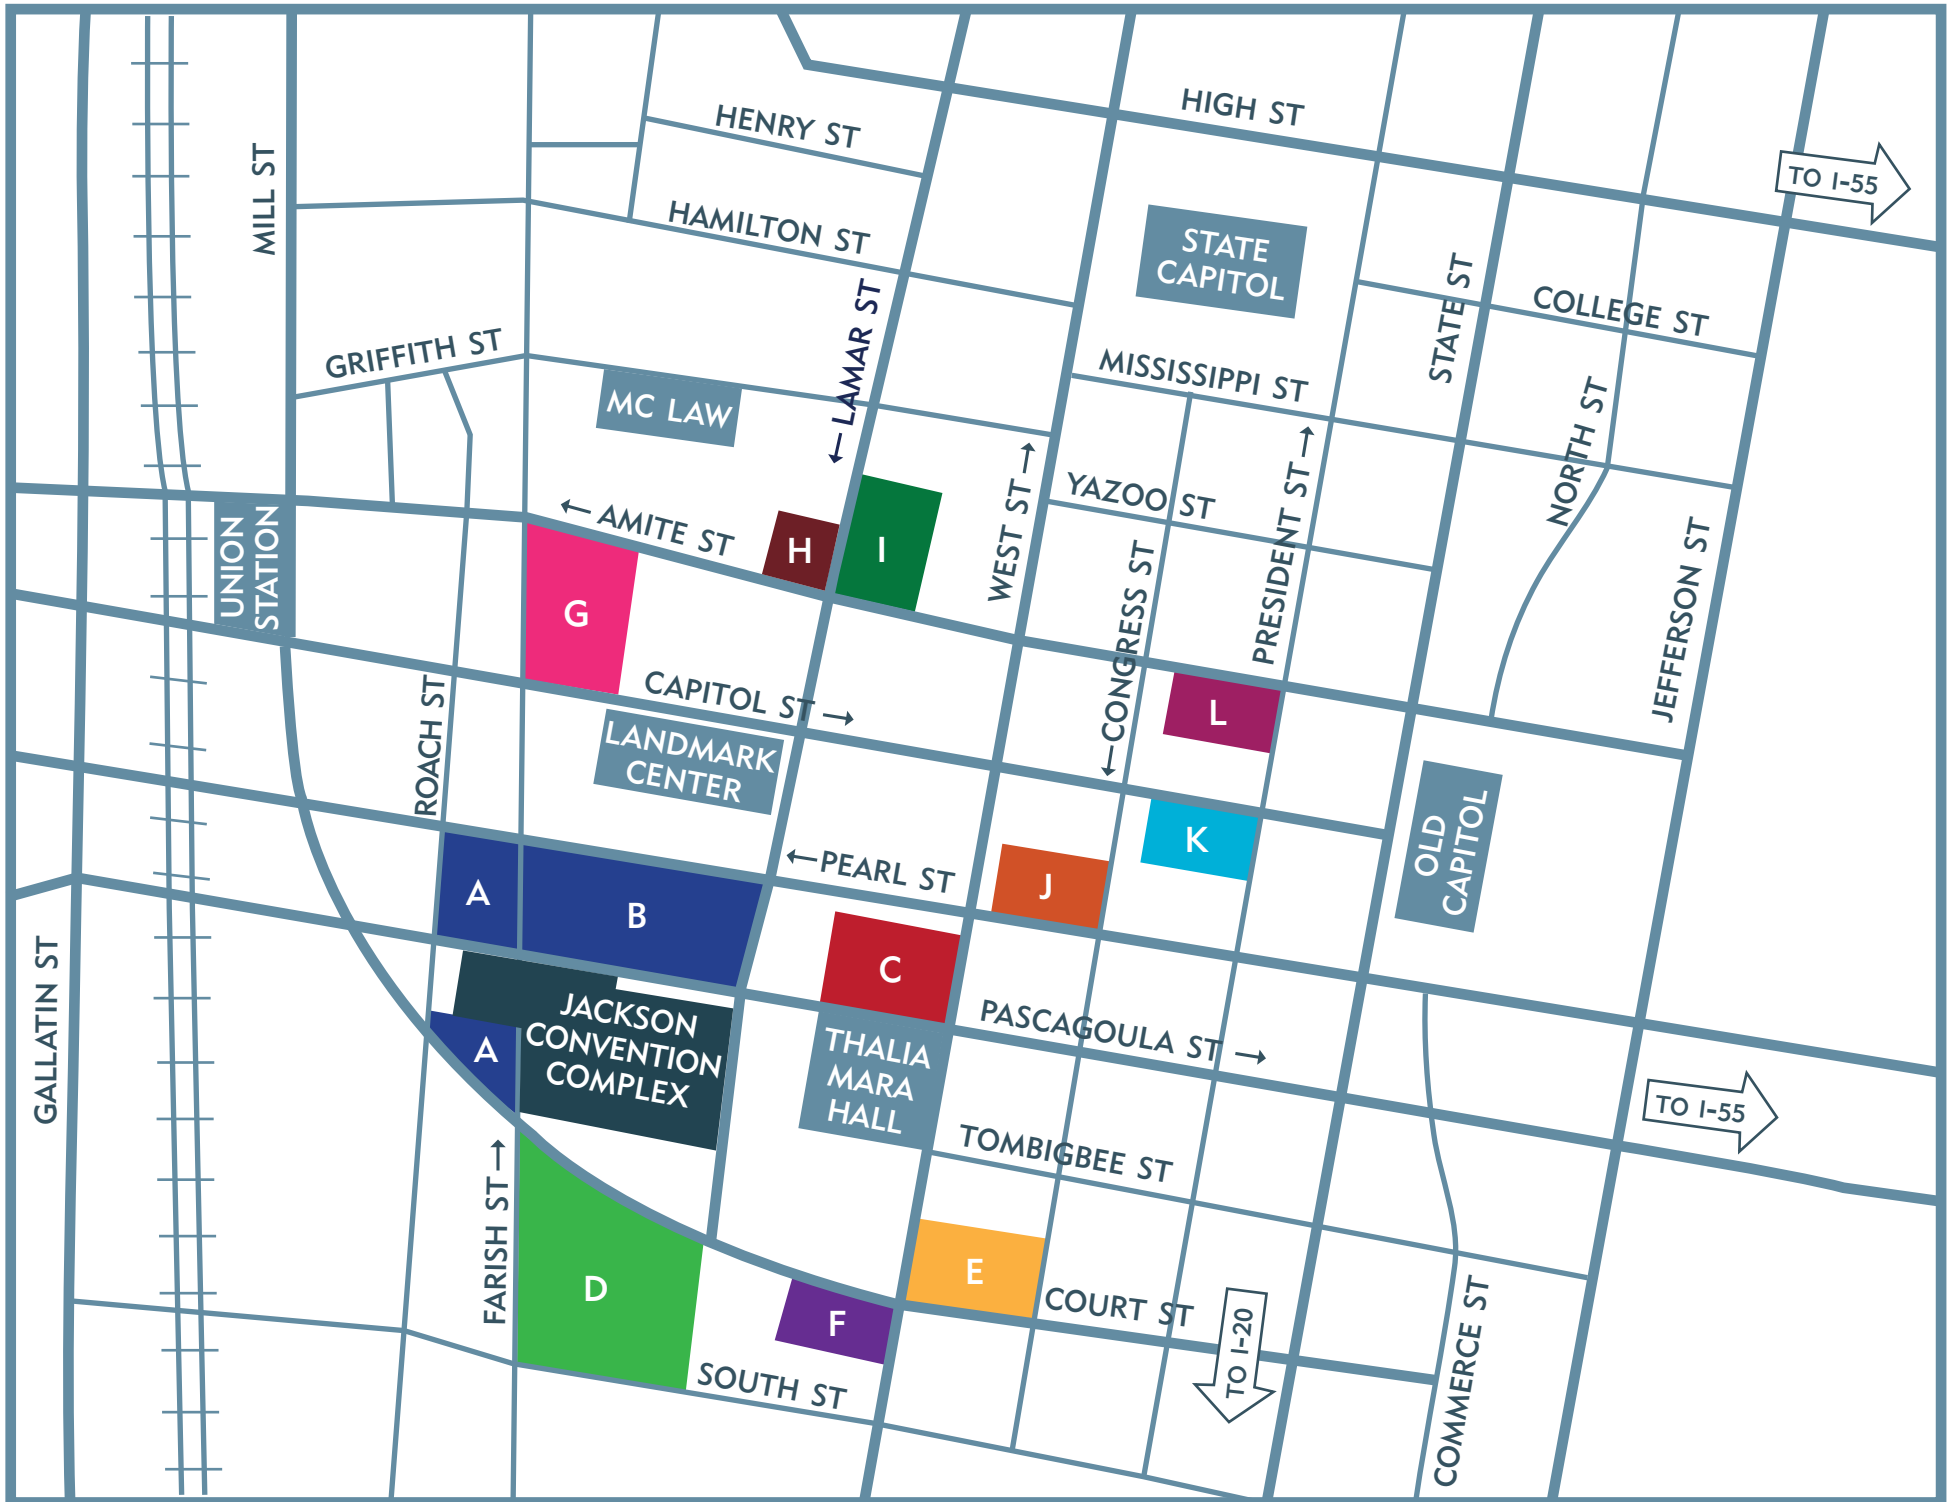 HIGH ST
HENRY ST
TO I-55
MILL ST
HAMILTON ST
STATE
CAPITOL
STATE ST
COLLEGE ST
← LAMAR ST
GRIFFITH ST
MISSISSIPPI ST
MC LAW
NORTH ST
WEST ST →
YAZOO ST
PRESIDENT ST →
← AMITE ST
H
I
UNION
STATION
JEFFERSON ST
← CONGRESS ST
G
CAPITOL ST →
L
ROACH ST
LANDMARK
CENTER
OLD
CAPITOL
K
← PEARL ST
J
A
B
C
GALLATIN ST
JACKSON
CONVENTION
COMPLEX
PASCAGOULA ST →
A
THALIA
MARA
HALL
TO I-55
TOMBIGBEE ST
FARISH ST →
D
E
COURT ST
F
TO I-20
COMMERCE ST
SOUTH ST